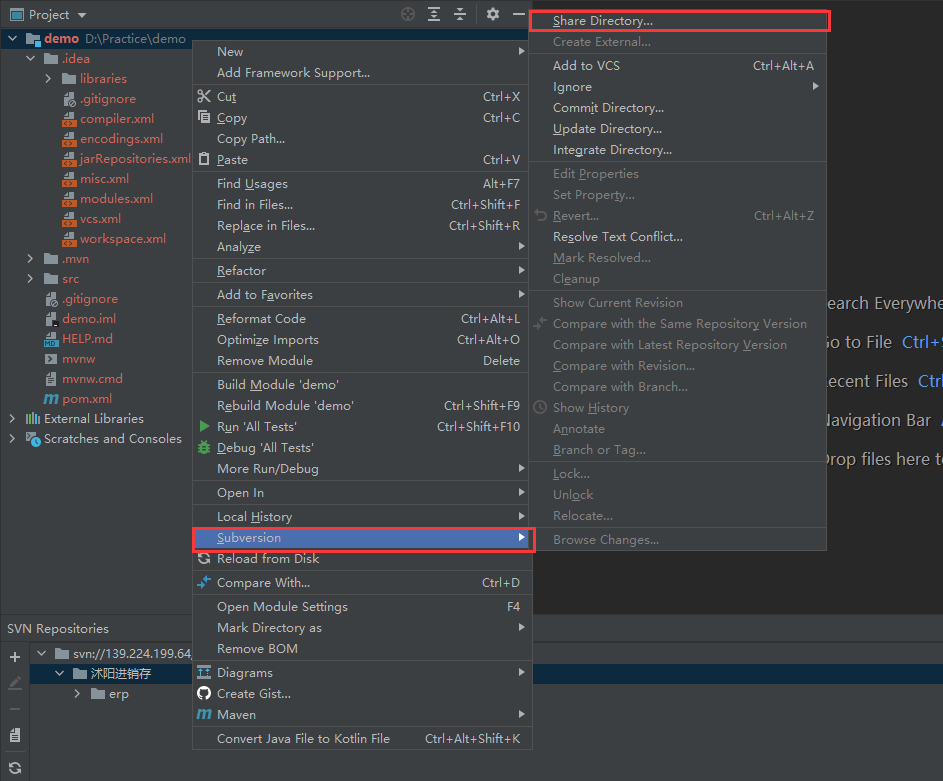 Project
demo D:\Practice\demo
.idea
libraries
.gitignore
compiler.xml
encodings.xml
jarRepositories.xml
misc.xml
modules.xml
vcs.xml
workspace.xml
.mvn
src
.gitignore
demo.iml
HELP.md
mvnw
mvnw.cmd
pom.xml
External Libraries
Scratches and Consoles
New
Add Framework Support...
Cut Ctrl+X
Copy Ctrl+C
Copy Path...
Paste Ctrl+V
Find Usages Alt+F7
Find in Files... Ctrl+Shift+F
Replace in Files... Ctrl+Shift+R
Analyze
Refactor
Add to Favorites
Reformat Code Ctrl+Alt+L
Optimize Imports Ctrl+Alt+O
Remove Module Delete
Build Module 'demo'
Rebuild Module 'demo' Ctrl+Shift+F9
Run 'All Tests' Ctrl+Shift+F10
Debug 'All Tests'
More Run/Debug
Open In
Local History
Subversion
Reload from Disk
Compare With... Ctrl+D
Open Module Settings F4
Mark Directory as
Remove BOM
Diagrams
Create Gist...
Maven
Convert Java File to Kotlin File Ctrl+Alt+Shift+K
Share Directory...
Create External...
Add to VCS Ctrl+Alt+A
Ignore
Commit Directory...
Update Directory...
Integrate Directory...
Edit Properties
Set Property...
Revert... Ctrl+Alt+Z
Resolve Text Conflict...
Mark Resolved...
Cleanup
Show Current Revision
Compare with the Same Repository Version
Compare with Latest Repository Version
Compare with Revision...
Compare with Branch...
Show History
Annotate
Branch or Tag...
Lock...
Unlock
Relocate...
Browse Changes...
earch Everywhe
Go to File Ctrl+S
Recent Files Ctrl
Navigation Bar
Drop files here to
SVN Repositories
svn://139.224.199.64
沭阳进销存
erp